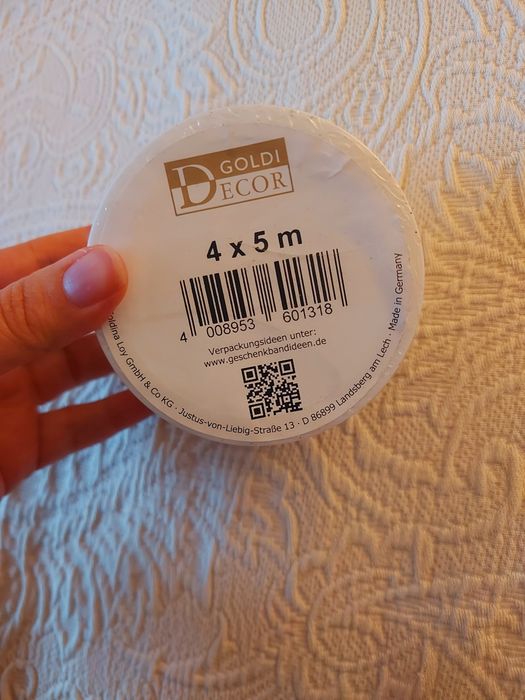 GOLDI
DECOR
4 x 5 m
4 008953 601318
Verpackungsideen unter:
www.geschenkbandideen.de
Loy GmbH & Co KG · Justus-von-Liebig-Straße 13 · D 86899 Landsberg am Lech · Made in Germany